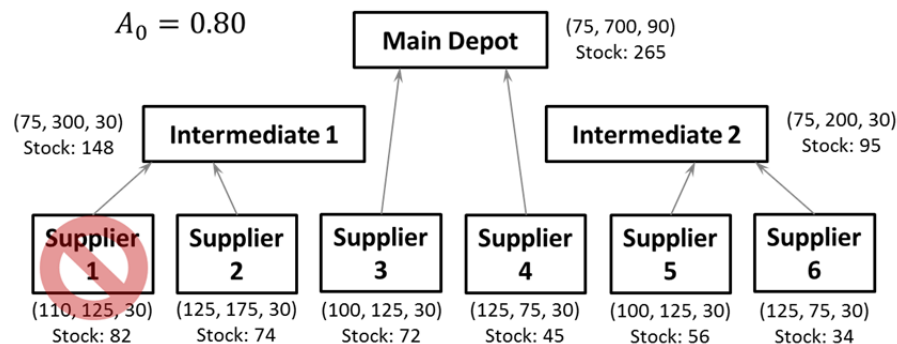 A₀ = 0.80
Main Depot
(75, 700, 90)
Stock: 265
(75, 300, 30)
Stock: 148
Intermediate 1
Intermediate 2
(75, 200, 30)
Stock: 95
Supplier
1
Supplier
2
Supplier
3
Supplier
4
Supplier
5
Supplier
6
(110, 125, 30)
Stock: 82
(125, 175, 30)
Stock: 74
(100, 125, 30)
Stock: 72
(125, 75, 30)
Stock: 45
(100, 125, 30)
Stock: 56
(125, 75, 30)
Stock: 34